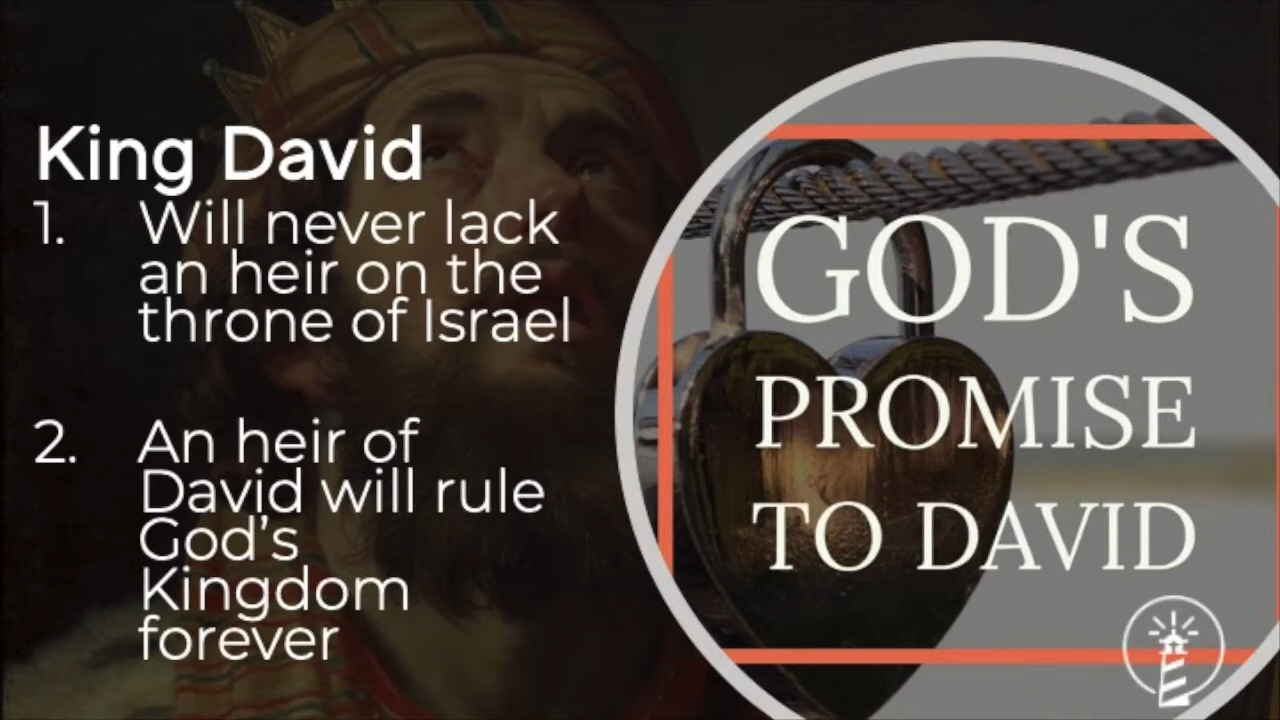 King David
1. Will never lack
an heir on the
throne of Israel
2. An heir of
David will rule
God’s
Kingdom
forever
GOD'S
PROMISE
TO DAVID